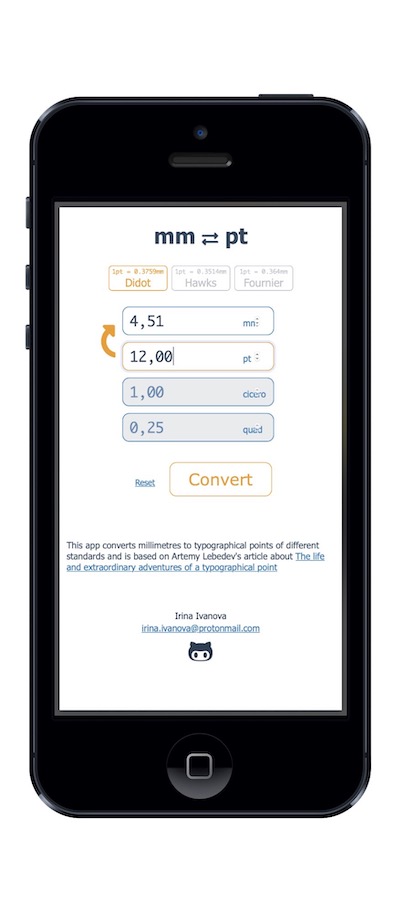 mm ⇄ pt
1pt = 0.3759mm 1pt = 0.3514mm 1pt = 0.364mm
Didot Hawks Fournier
4,51 mm
12,00 pt
1,00 cicero
0,25 quad
Reset Convert
This app converts millimetres to typographical points of different
standards and is based on Artemy Lebedev's article about The life
and extraordinary adventures of a typographical point
Irina Ivanova
irina.ivanova@protonmail.com